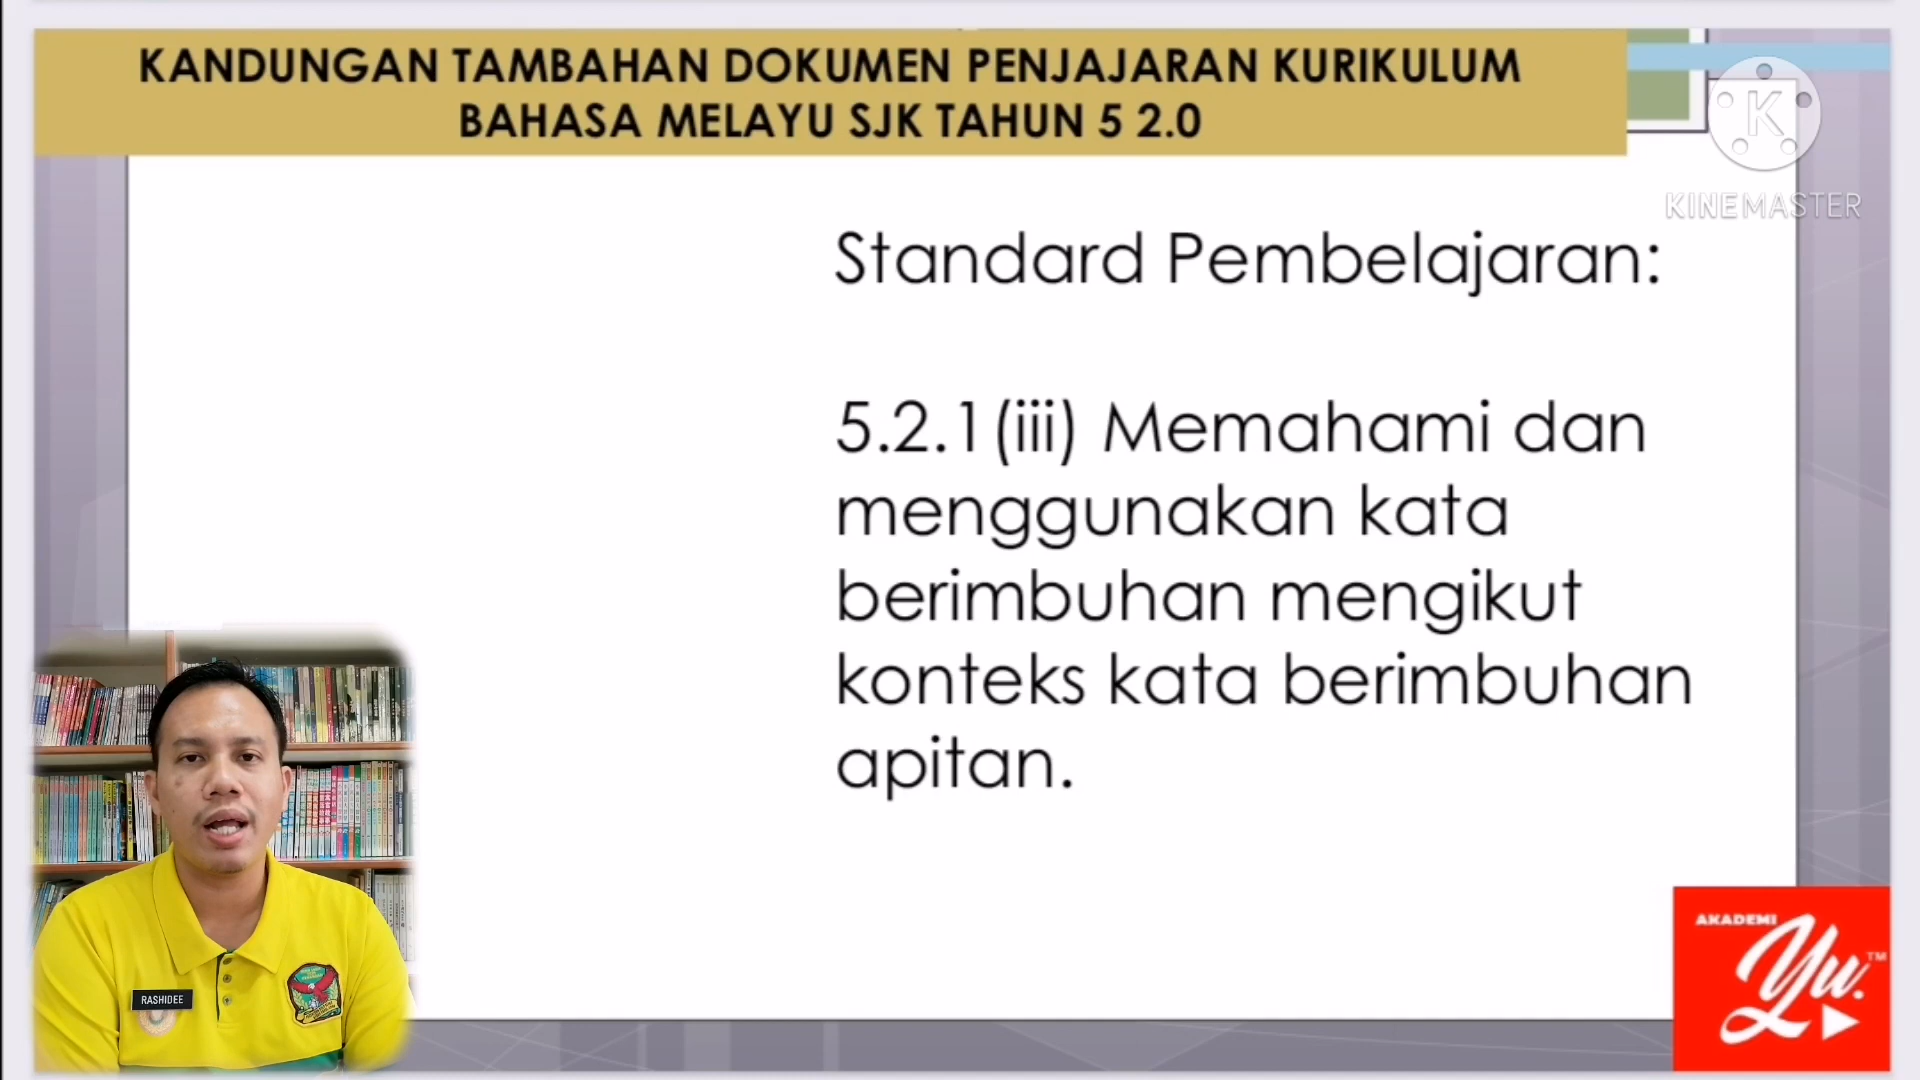 KANDUNGAN TAMBAHAN DOKUMEN PENJAJARAN KURIKULUM
BAHASA MELAYU SJK TAHUN 5 2.0
KINEMASTER
Standard Pembelajaran:
5.2.1(iii) Memahami dan
menggunakan kata
berimbuhan mengikut
konteks kata berimbuhan
apitan.
RASHIDEE
AKADEMI
Yu.™